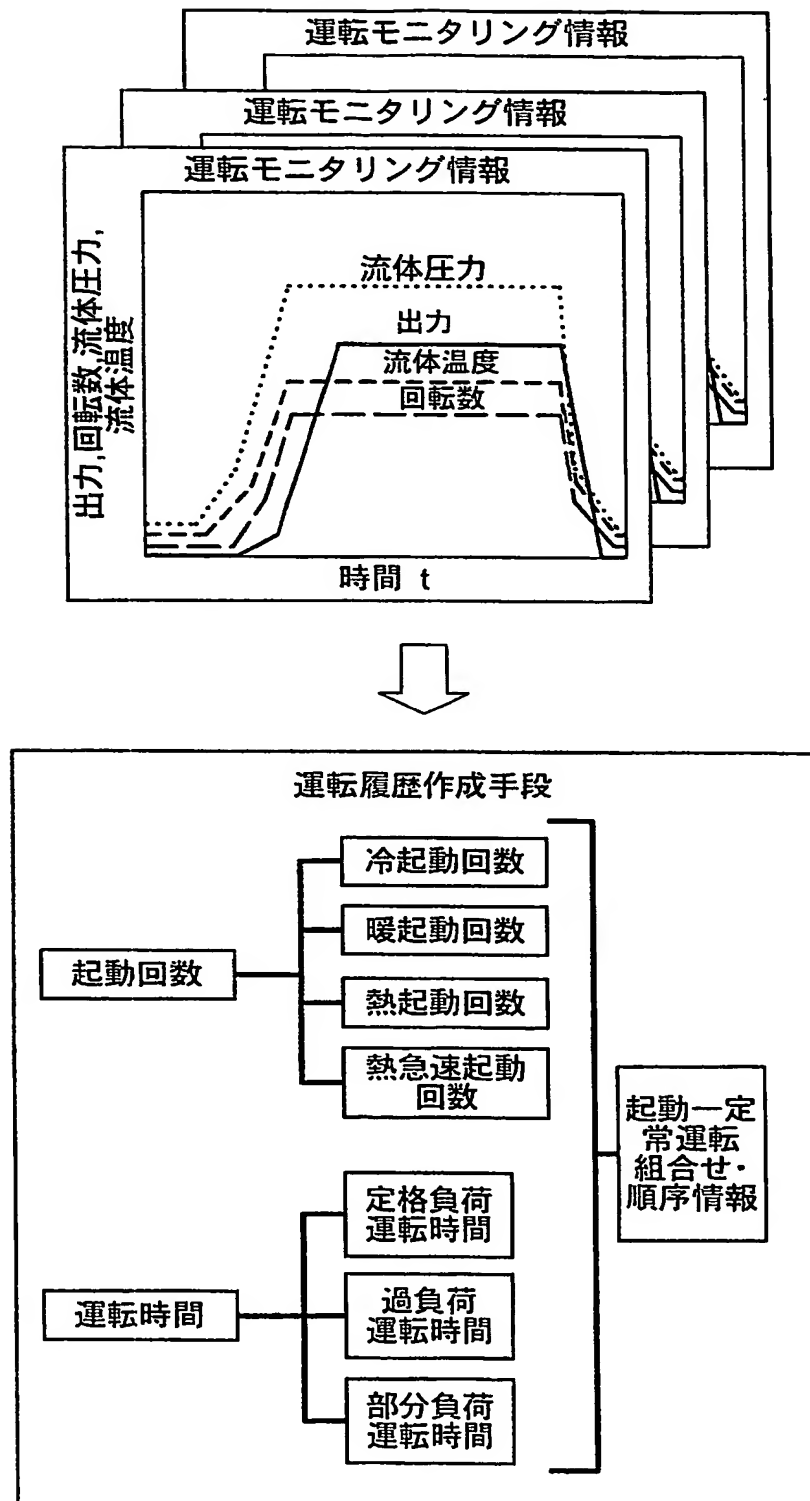 運転モニタリング情報
運転モニタリング情報
運転モニタリング情報
出力,回転数,流体圧力,
流体温度
流体圧力
出力
流体温度
回転数
時間 t
運転履歴作成手段
起動回数
冷起動回数
暖起動回数
熱起動回数
熱急速起動
回数
運転時間
定格負荷
運転時間
過負荷
運転時間
部分負荷
運転時間
起動一定
常運転
組合せ・
順序情報